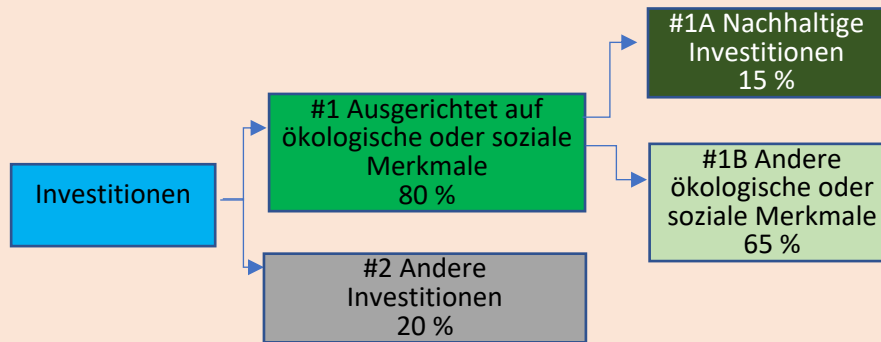 Investitionen
#1 Ausgerichtet auf
ökologische oder soziale
Merkmale
80 %
#2 Andere
Investitionen
20 %
#1A Nachhaltige
Investitionen
15 %
#1B Andere
ökologische oder
soziale Merkmale
65 %